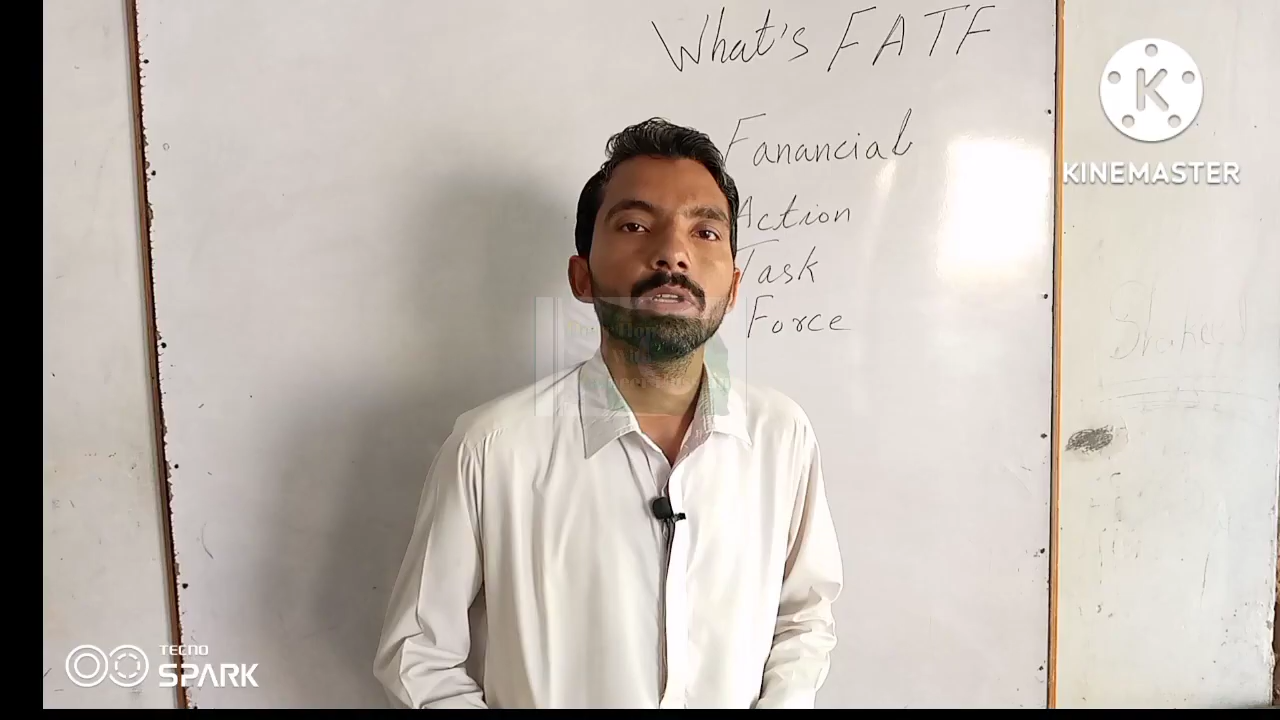 What's FATF
Fanancial
Action
Task
Force
KINEMASTER
TECNO
SPARK